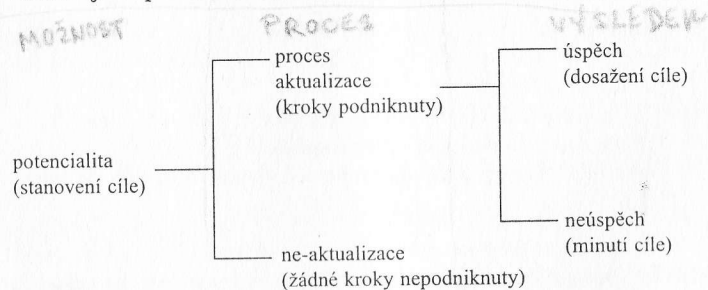 MOŽNOST
PROCES
VÝSLEDEK
proces
aktualizace
(kroky podniknuty)
úspěch
(dosažení cíle)
potencialita
(stanovení cíle)
neúspěch
(minutí cíle)
ne-aktualizace
(žádné kroky nepodniknuty)